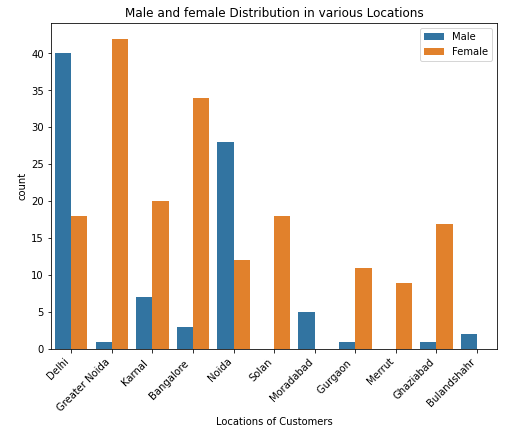 Male and female Distribution in various Locations
Male
Female
count
40
35
30
25
20
15
10
5
0
Delhi
Greater Noida
Karnal
Bangalore
Noida
Solan
Moradabad
Gurgaon
Merrut
Ghaziabad
Bulandshahr
Locations of Customers